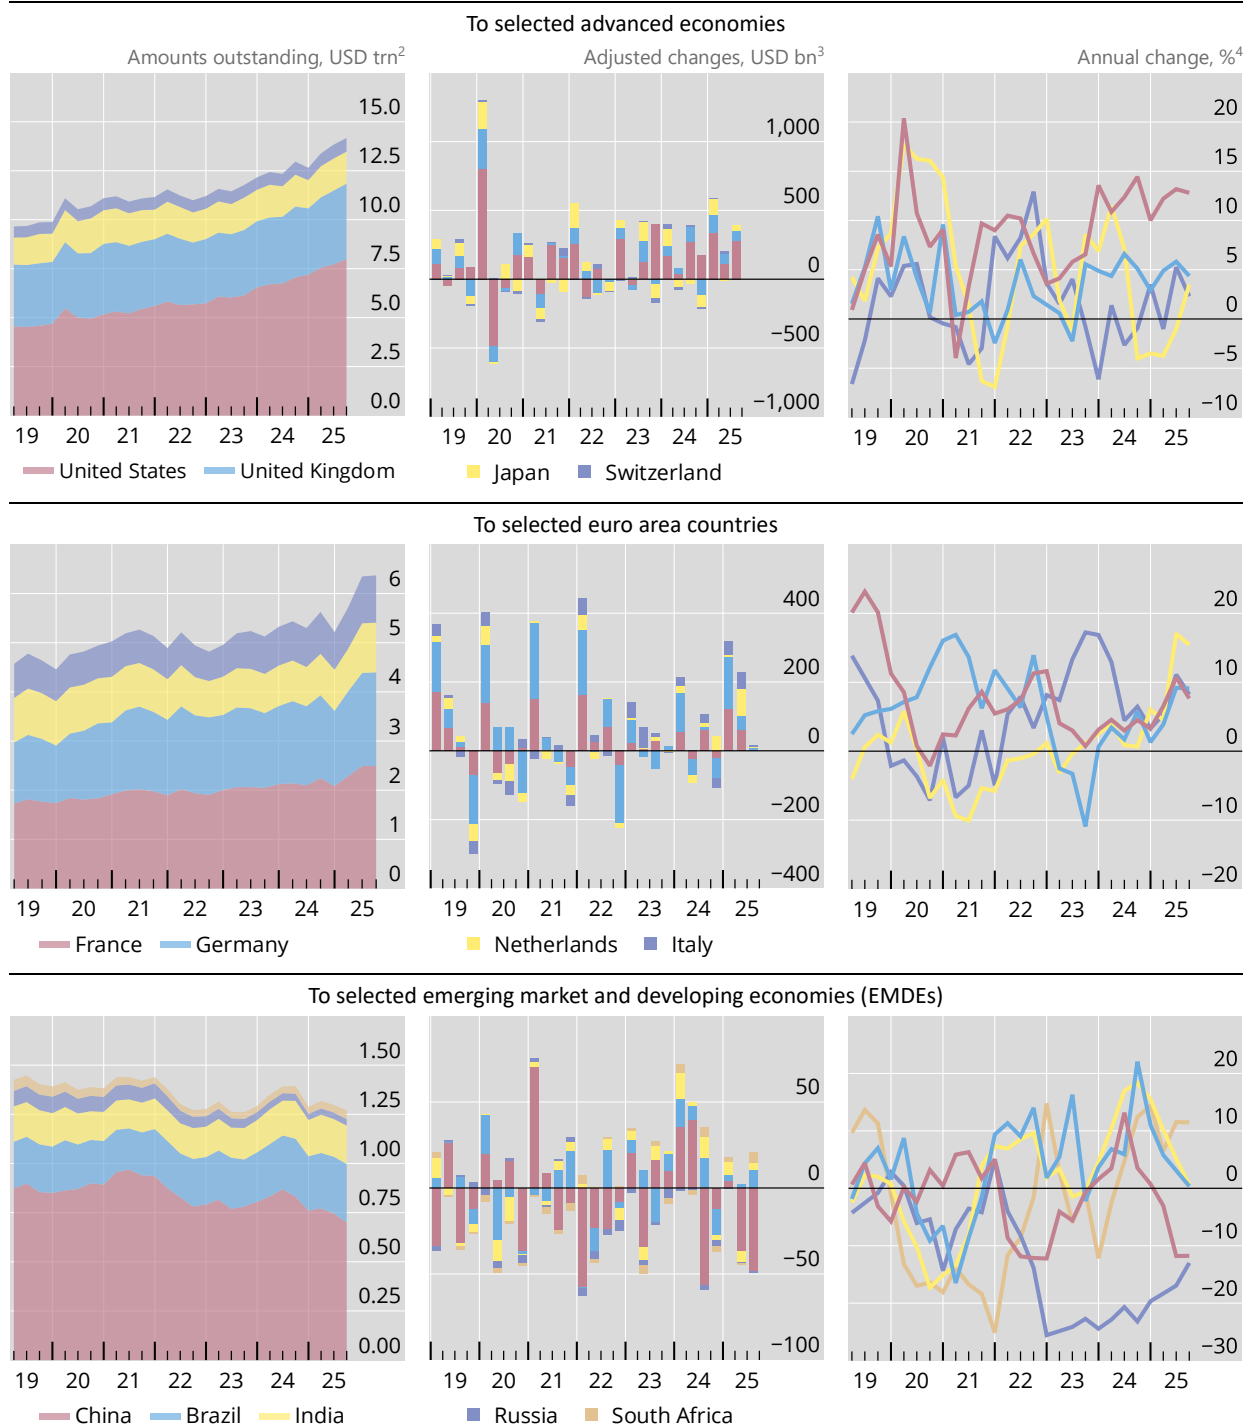 To selected advanced economies
Amounts outstanding, USD trn2
Adjusted changes, USD bn3
Annual change, %4
15.0
12.5
10.0
7.5
5.0
2.5
0.0
19 20 21 22 23 24 25
1,000
500
0
−500
−1,000
19 20 21 22 23 24 25
20
15
10
5
0
−5
−10
19 20 21 22 23 24 25
United States United Kingdom Japan Switzerland
To selected euro area countries
6
5
4
3
2
1
0
19 20 21 22 23 24 25
400
200
0
−200
−400
19 20 21 22 23 24 25
20
10
0
−10
−20
19 20 21 22 23 24 25
France Germany Netherlands Italy
To selected emerging market and developing economies (EMDEs)
1.50
1.25
1.00
0.75
0.50
0.25
0.00
19 20 21 22 23 24 25
50
0
−50
−100
19 20 21 22 23 24 25
20
10
0
−10
−20
−30
19 20 21 22 23 24 25
China Brazil India Russia South Africa